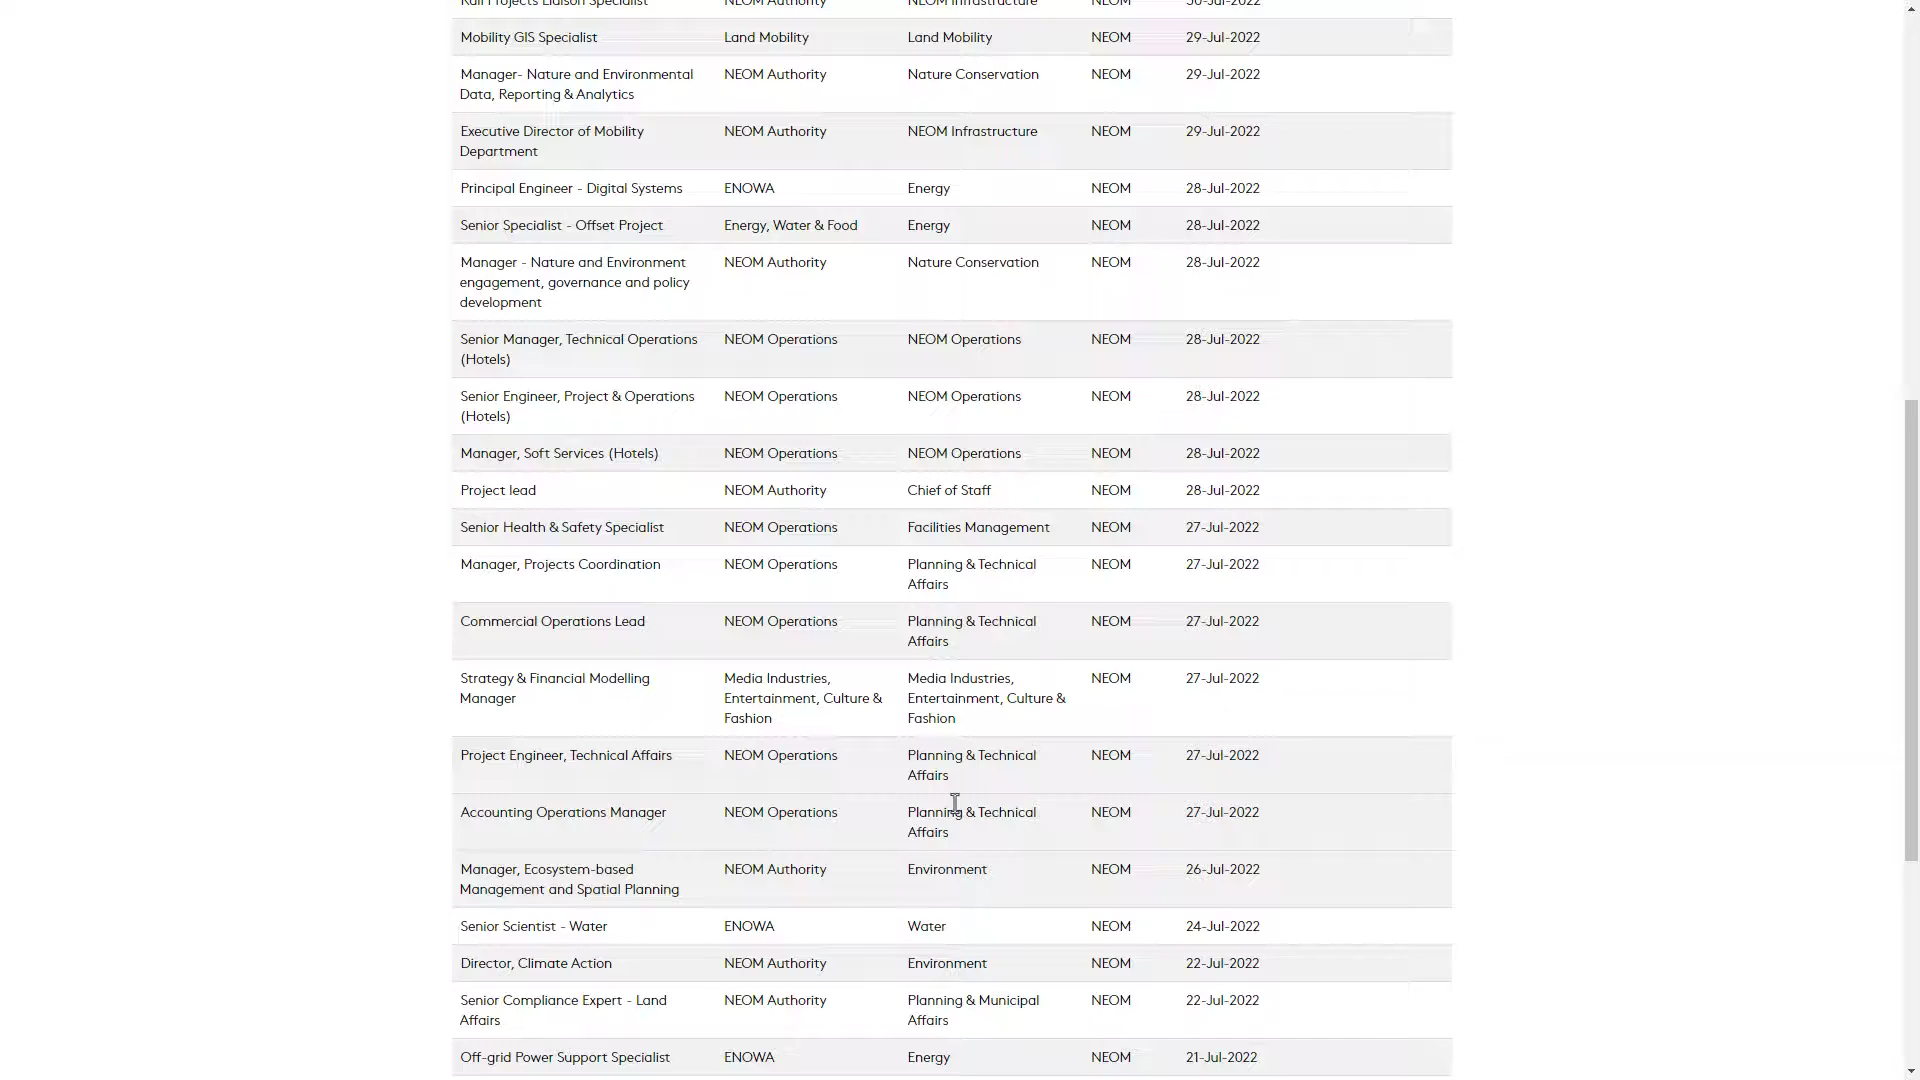 Rail Projects Liaison Specialist NEOM Authority NEOM Infrastructure NEOM 30-Jul-2022
Mobility GIS Specialist Land Mobility Land Mobility NEOM 29-Jul-2022
Manager- Nature and Environmental NEOM Authority Nature Conservation NEOM 29-Jul-2022
Data, Reporting & Analytics
Executive Director of Mobility NEOM Authority NEOM Infrastructure NEOM 29-Jul-2022
Department
Principal Engineer - Digital Systems ENOWA Energy NEOM 28-Jul-2022
Senior Specialist - Offset Project Energy, Water & Food Energy NEOM 28-Jul-2022
Manager - Nature and Environment NEOM Authority Nature Conservation NEOM 28-Jul-2022
engagement, governance and policy
development
Senior Manager, Technical Operations NEOM Operations NEOM Operations NEOM 28-Jul-2022
(Hotels)
Senior Engineer, Project & Operations NEOM Operations NEOM Operations NEOM 28-Jul-2022
(Hotels)
Manager, Soft Services (Hotels) NEOM Operations NEOM Operations NEOM 28-Jul-2022
Project lead NEOM Authority Chief of Staff NEOM 28-Jul-2022
Senior Health & Safety Specialist NEOM Operations Facilities Management NEOM 27-Jul-2022
Manager, Projects Coordination NEOM Operations Planning & Technical NEOM 27-Jul-2022
Affairs
Commercial Operations Lead NEOM Operations Planning & Technical NEOM 27-Jul-2022
Affairs
Strategy & Financial Modelling Media Industries, Media Industries, NEOM 27-Jul-2022
Manager Entertainment, Culture & Entertainment, Culture &
Fashion Fashion
Project Engineer, Technical Affairs NEOM Operations Planning & Technical NEOM 27-Jul-2022
Affairs
Accounting Operations Manager NEOM Operations Planning & Technical NEOM 27-Jul-2022
Affairs
Manager, Ecosystem-based NEOM Authority Environment NEOM 26-Jul-2022
Management and Spatial Planning
Senior Scientist - Water ENOWA Water NEOM 24-Jul-2022
Director, Climate Action NEOM Authority Environment NEOM 22-Jul-2022
Senior Compliance Expert - Land NEOM Authority Planning & Municipal NEOM 22-Jul-2022
Affairs Affairs
Off-grid Power Support Specialist ENOWA Energy NEOM 21-Jul-2022